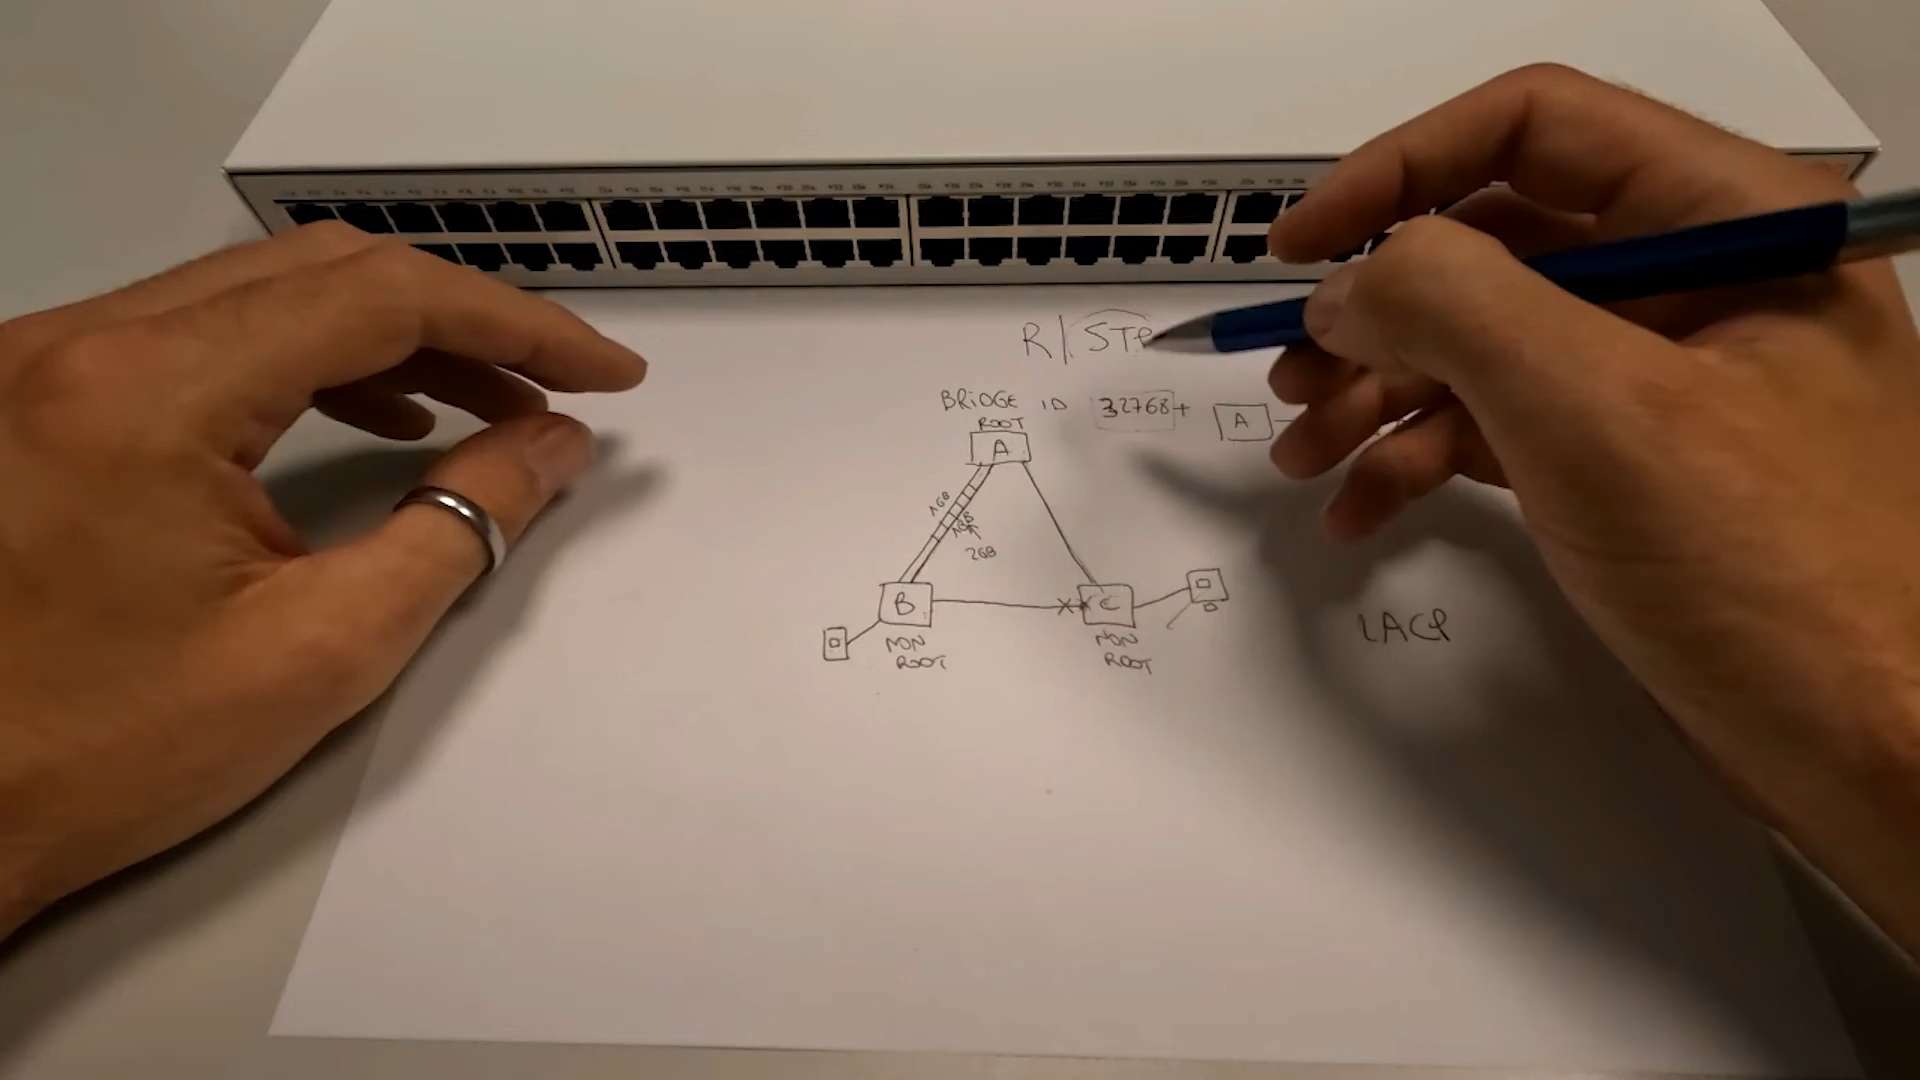 R/STP
BRIDGE ID 32768+ A
ROOT
A
1GB
1GB
2GB
B C
NON
ROOT
NON
ROOT
LACP